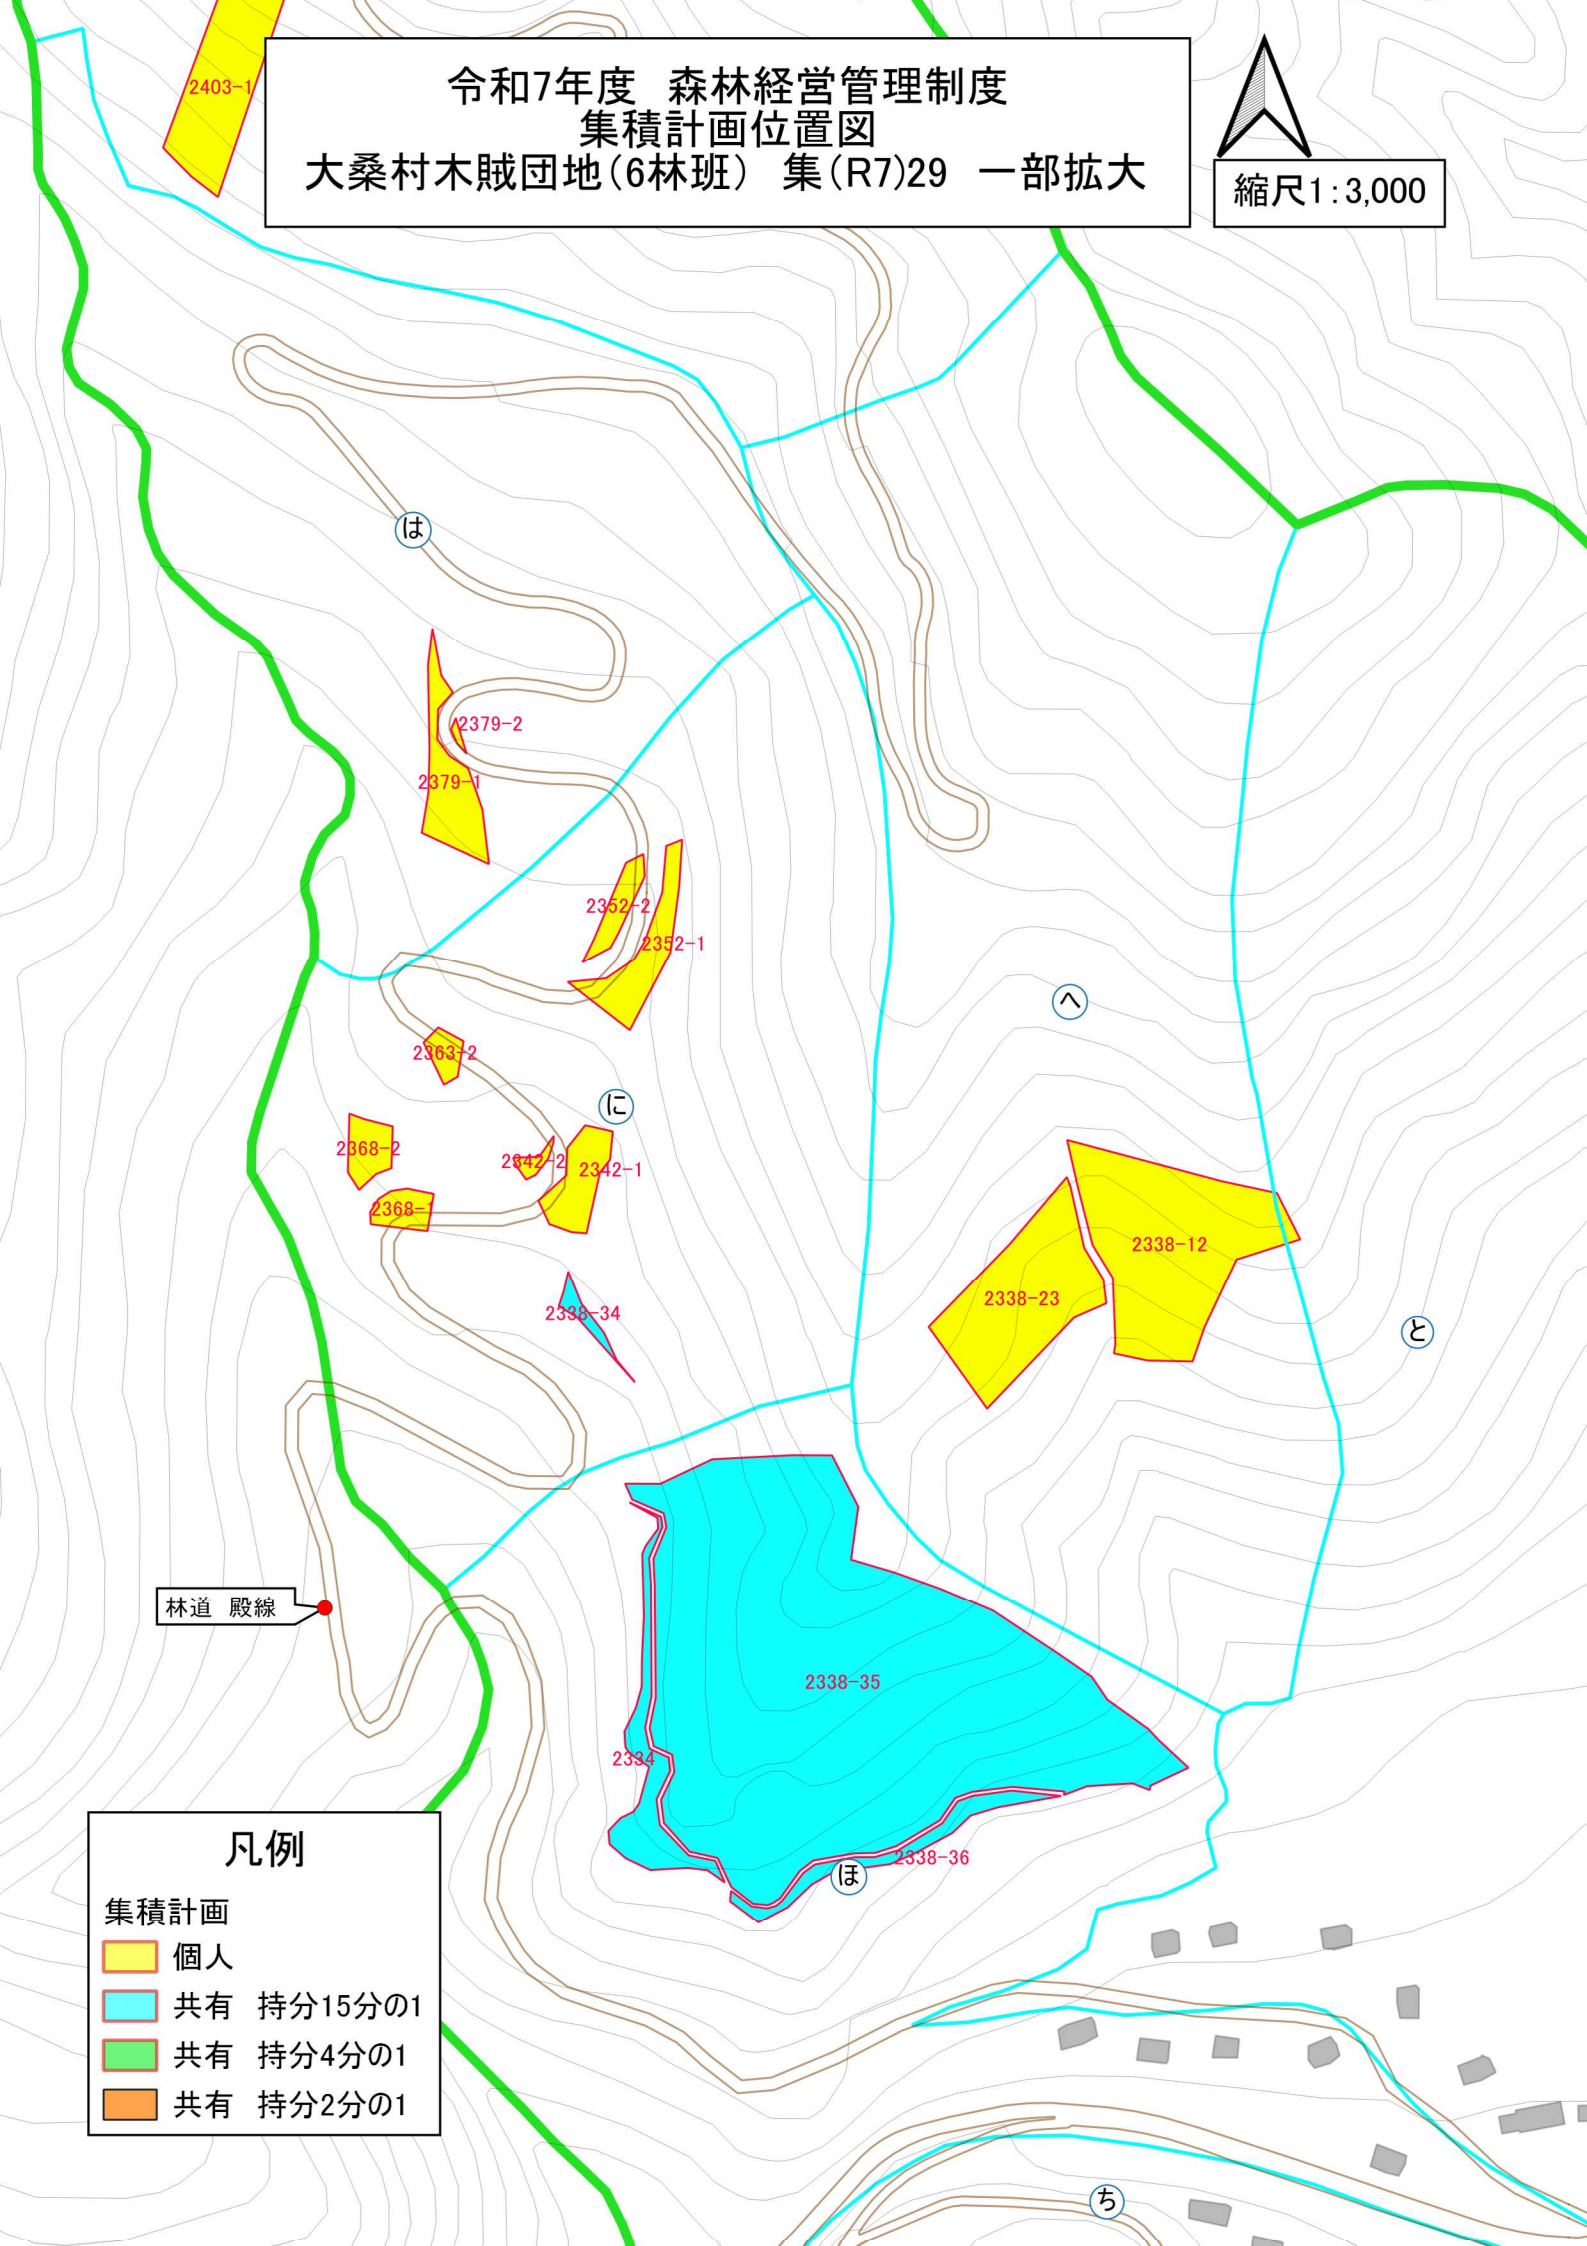 2403-1
令和7年度　森林経営管理制度
集積計画位置図
大桑村木賊団地(6林班)　集(R7)29　一部拡大
縮尺1:3,000
は
2379-2
2379-1
2352-2
2352-1
へ
2363-2
に
2368-2
2342-2
2342-1
2368-1
2338-12
2338-23
2338-34
と
林道　殿線
2338-35
2334
2338-36
ほ
凡例
集積計画
個人
共有　持分15分の1
共有　持分4分の1
共有　持分2分の1
ち